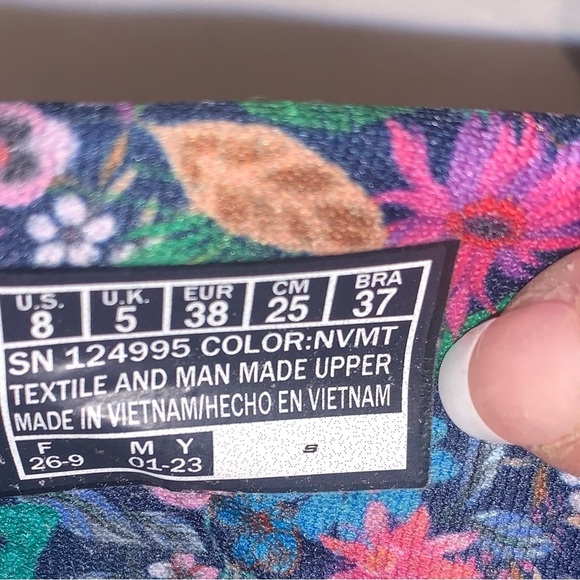 U.S. U.K. EUR CM BRA
8 5 38 25 37
SN 124995 COLOR:NVMT
TEXTILE AND MAN MADE UPPER
MADE IN VIETNAM/HECHO EN VIETNAM
F M Y
26-9 01-23
S